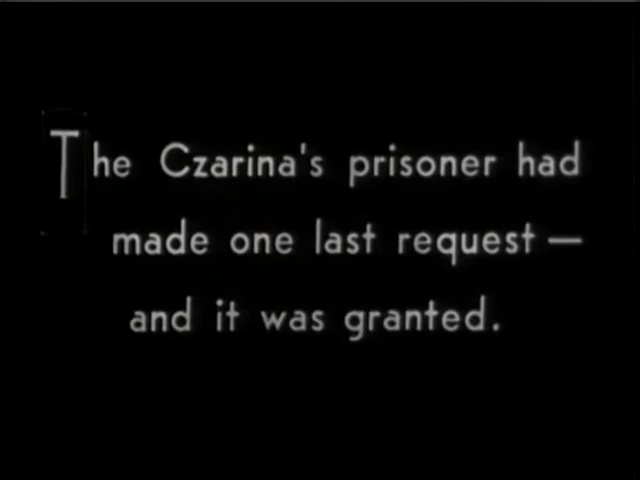 The Czarina's prisoner had
made one last request —
and it was granted.